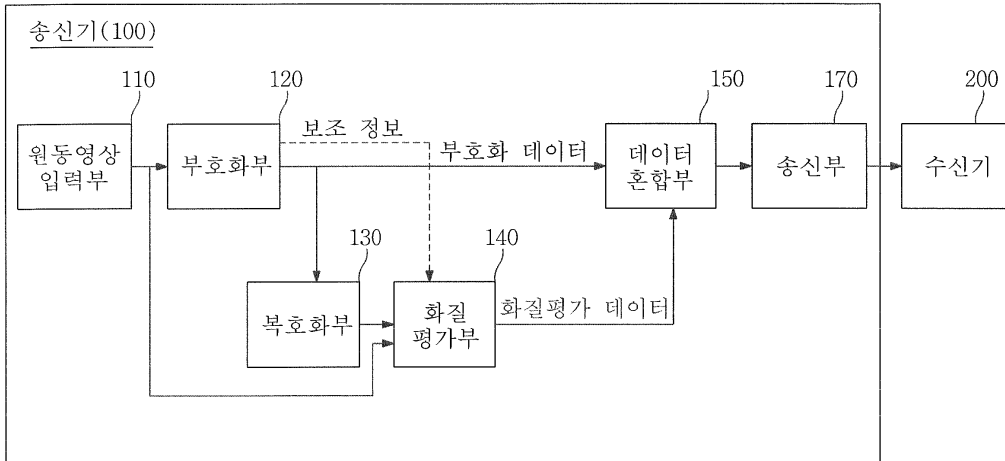 송신기(100)
110
120
150
170
200
보조 정보
원동영상
입력부
부호화부
부호화 데이터
데이터
혼합부
송신부
수신기
130
140
복호화부
화질
평가부
화질평가 데이터